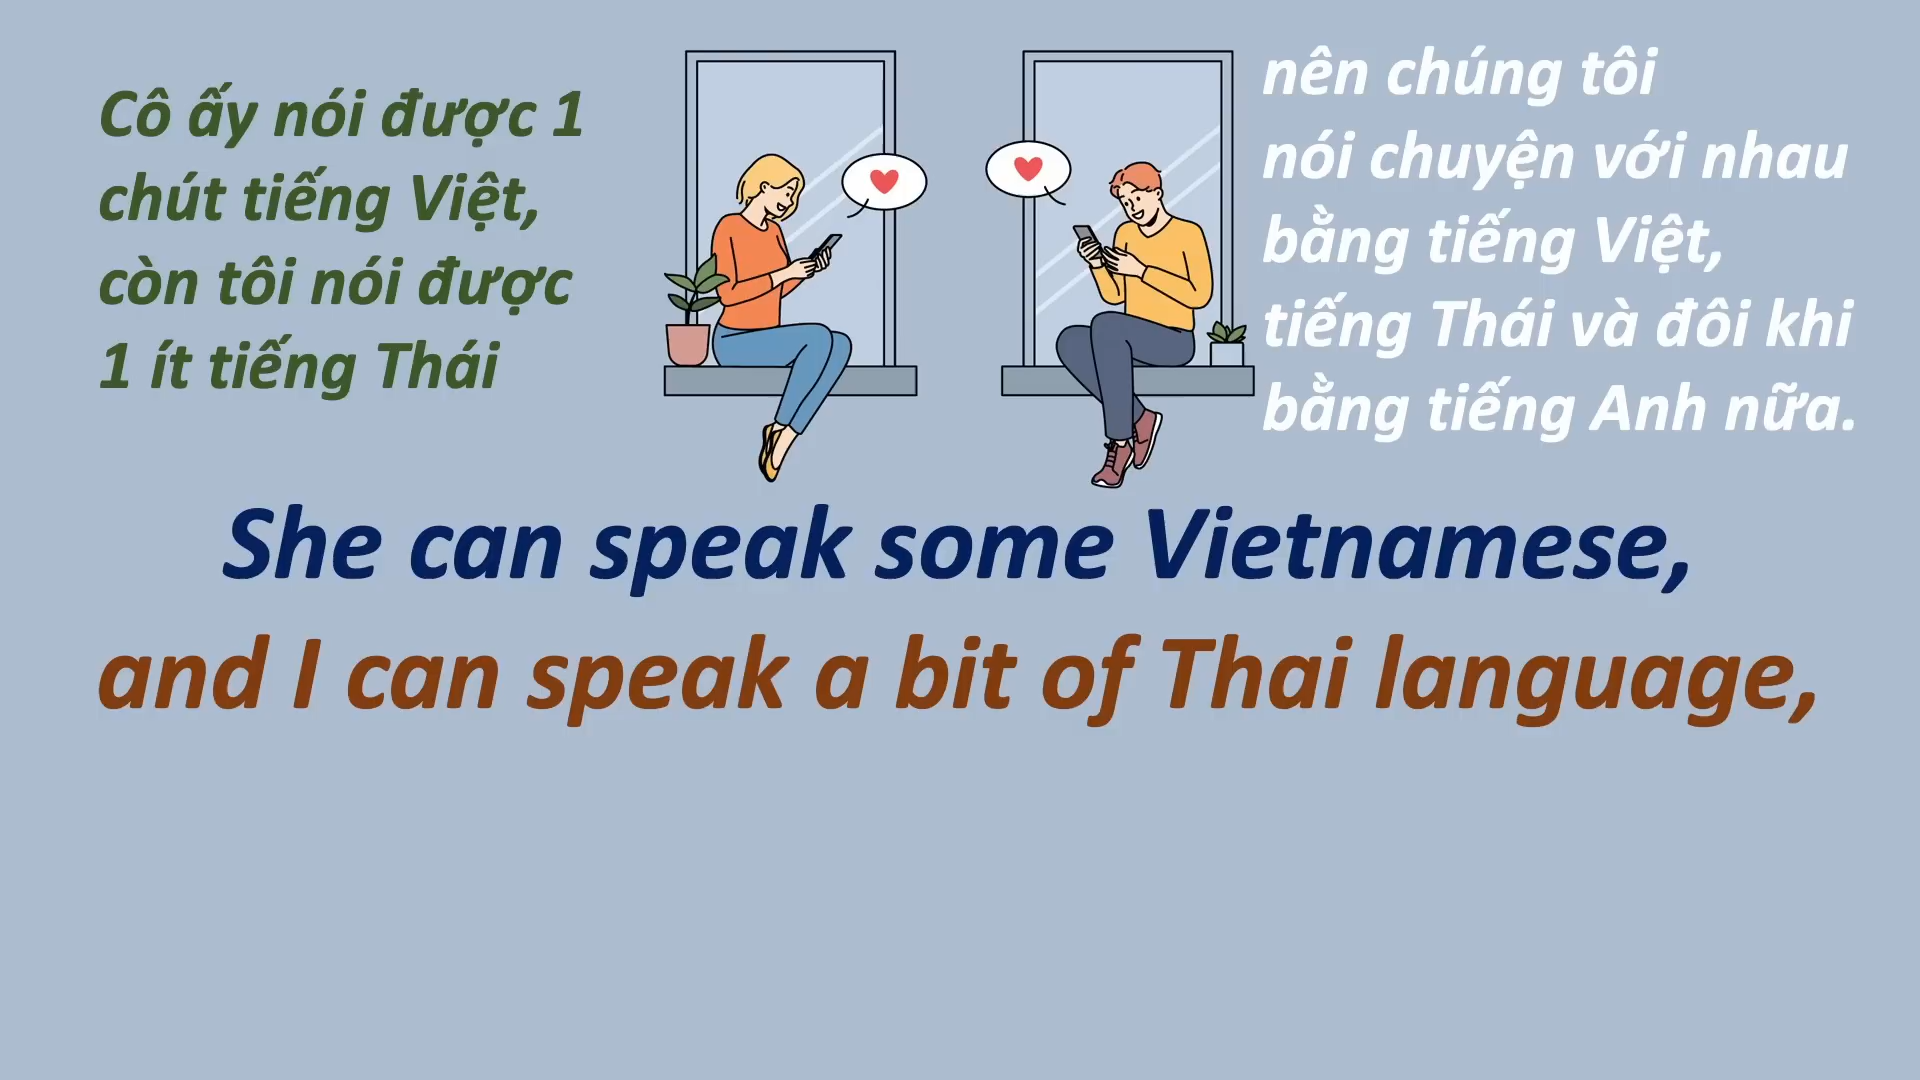 Cô ấy nói được 1
chút tiếng Việt,
còn tôi nói được
1 ít tiếng Thái
nên chúng tôi
nói chuyện với nhau
bằng tiếng Việt,
tiếng Thái và đôi khi
bằng tiếng Anh nữa.
She can speak some Vietnamese,
and I can speak a bit of Thai language,